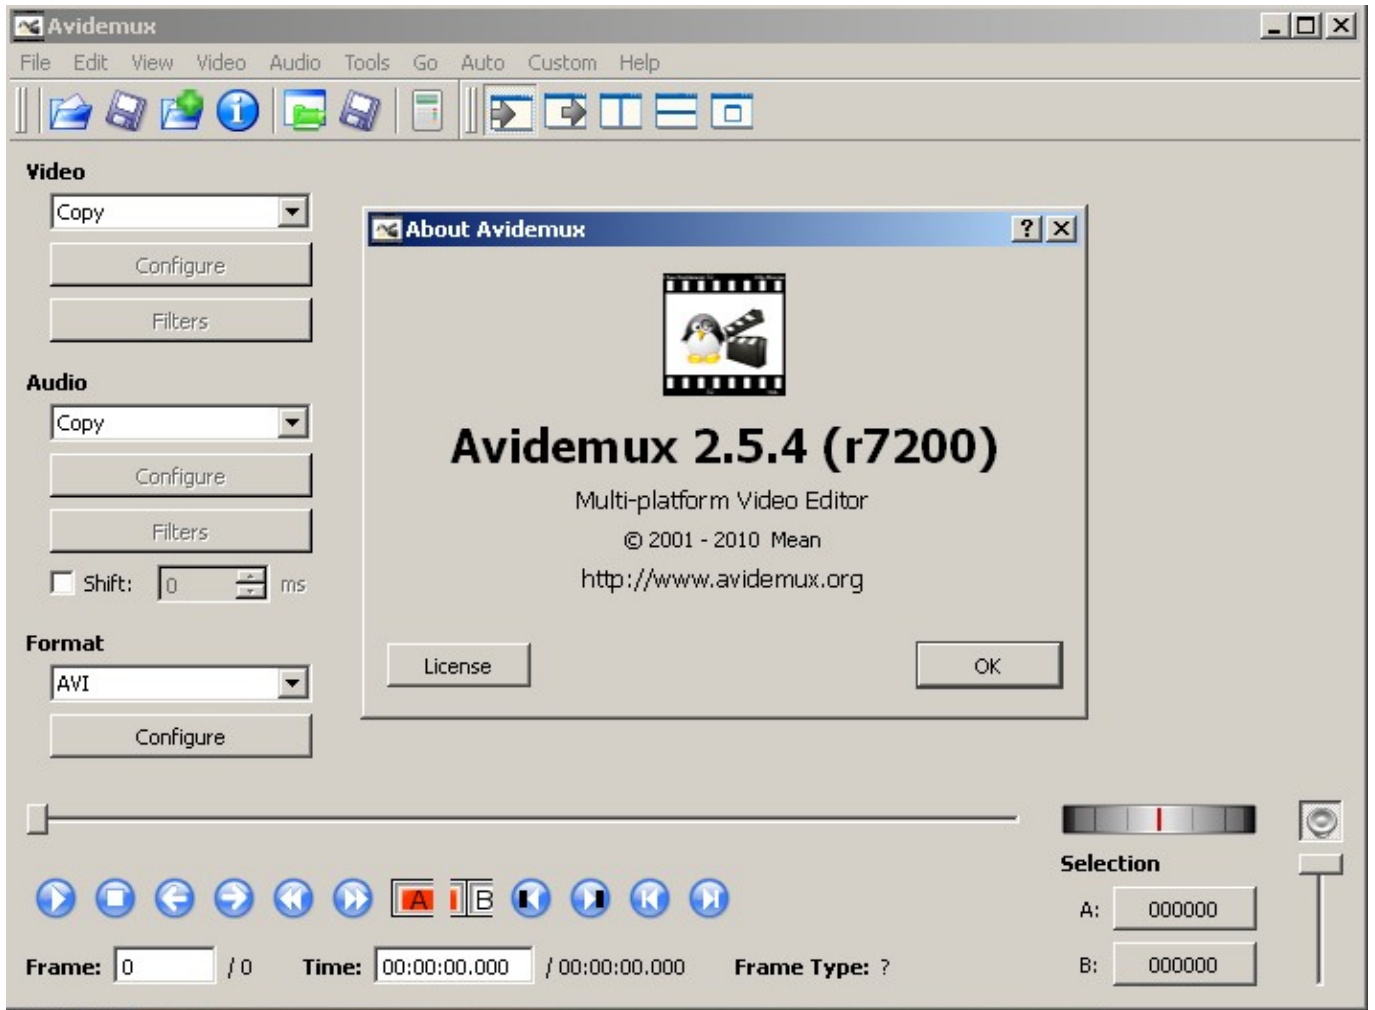 Avidemux
File Edit View Video Audio Tools Go Auto Custom Help
Video
Copy
Configure
Filters
Audio
Copy
Configure
Filters
Shift: 0 ms
Format
AVI
Configure
About Avidemux
Avidemux 2.5.4 (r7200)
Multi-platform Video Editor
© 2001 - 2010 Mean
http://www.avidemux.org
License OK
A B
Selection
A: 000000
B: 000000
Frame: 0 / 0 Time: 00:00:00.000 / 00:00:00.000 Frame Type: ?